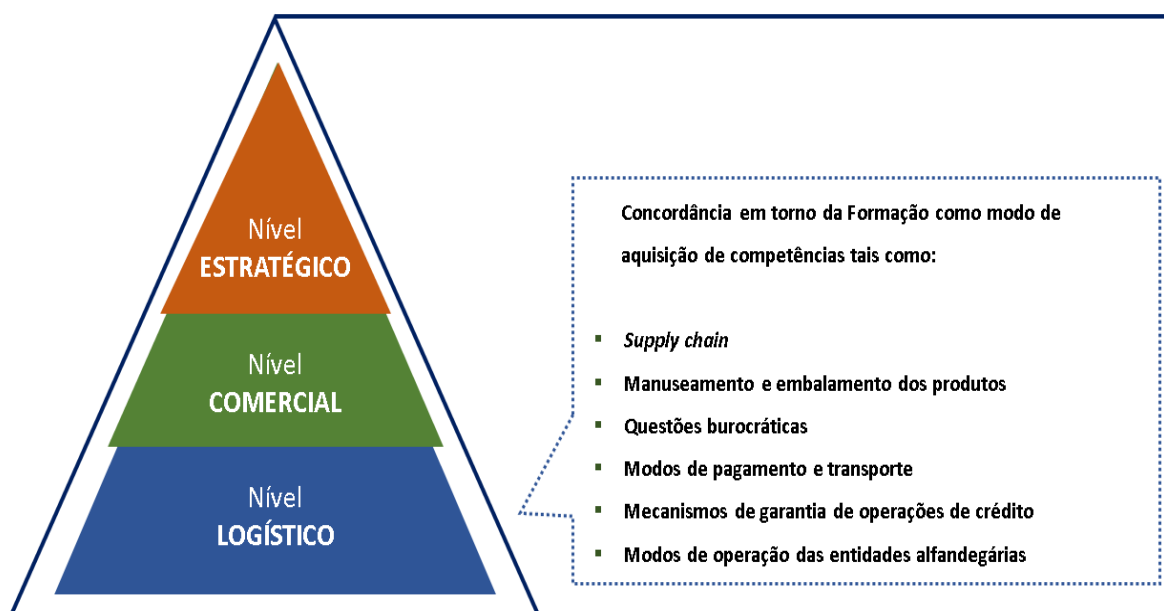 Nível
ESTRATÉGICO
Nível
COMERCIAL
Nível
LOGÍSTICO
Concordância em torno da Formação como modo de
aquisição de competências tais como:
▪ Supply chain
▪ Manuseamento e embalamento dos produtos
▪ Questões burocráticas
▪ Modos de pagamento e transporte
▪ Mecanismos de garantia de operações de crédito
▪ Modos de operação das entidades alfandegárias